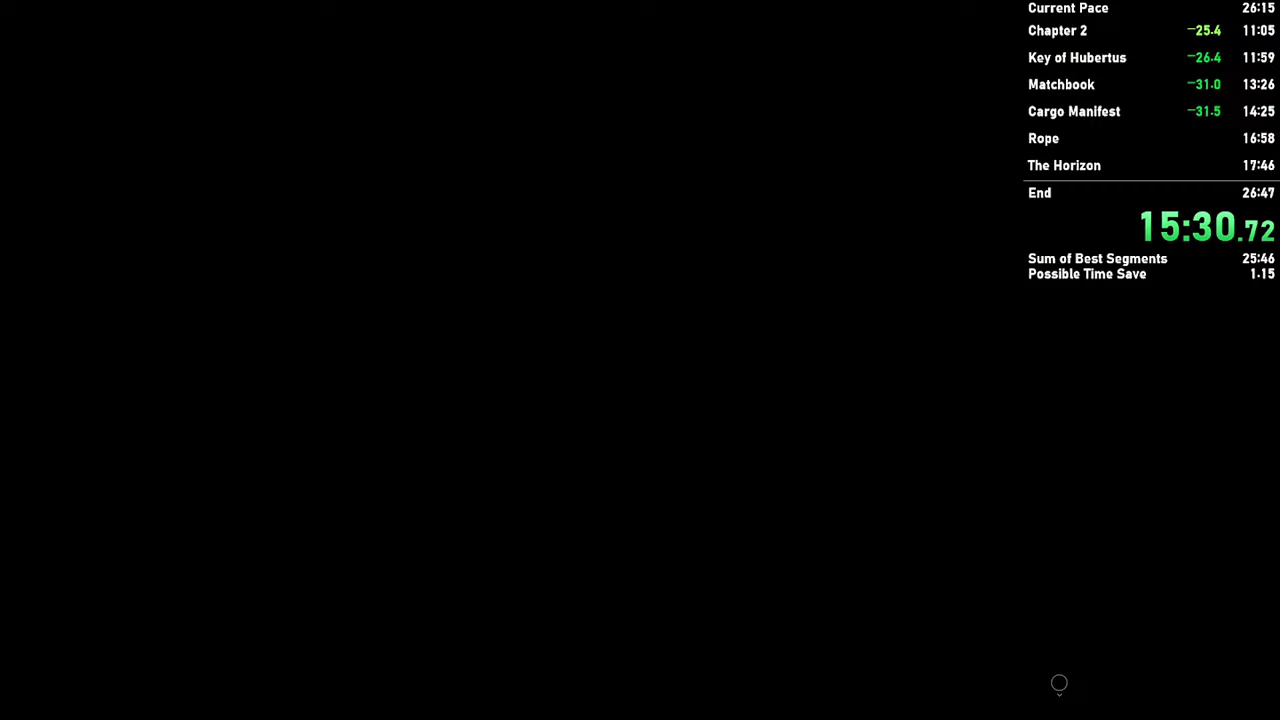 Current Pace 26:15
Chapter 2 −25.4 11:05
Key of Hubertus −26.4 11:59
Matchbook −31.0 13:26
Cargo Manifest −31.5 14:25
Rope 16:58
The Horizon 17:46
End 26:47
15:30.72
Sum of Best Segments 25:46
Possible Time Save 1.15